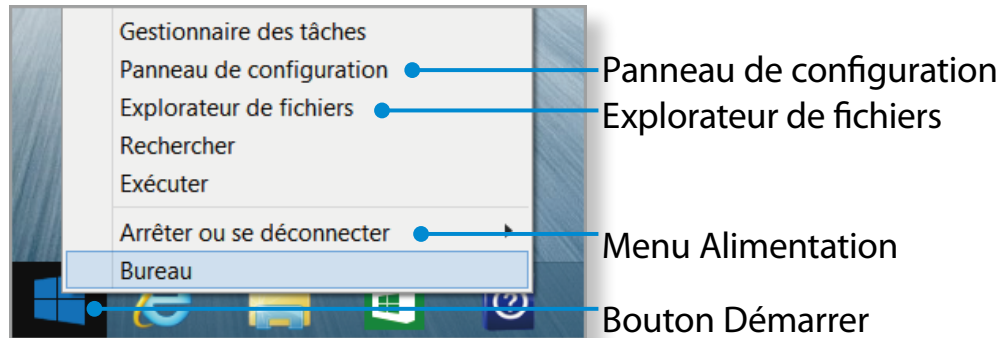 Gestionnaire des tâches
Panneau de configuration
Explorateur de fichiers
Rechercher
Exécuter
Arrêter ou se déconnecter
Bureau
Panneau de configuration
Explorateur de fichiers
Menu Alimentation
Bouton Démarrer